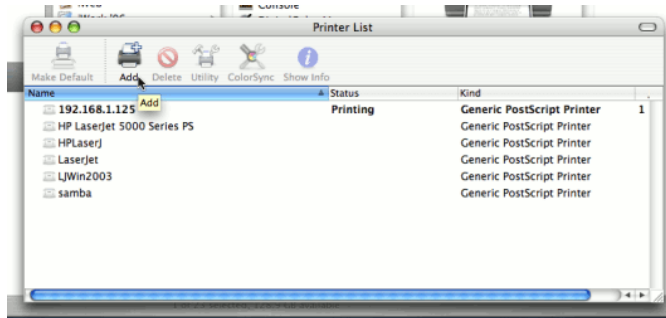 Console
Printer List
Make Default Add Delete Utility ColorSync Show Info
Name Status Kind
Add
192.168.1.125 Printing Generic PostScript Printer 1
HP LaserJet 5000 Series PS Generic PostScript Printer
HPLaserJ Generic PostScript Printer
LaserJet Generic PostScript Printer
LJWin2003 Generic PostScript Printer
samba Generic PostScript Printer